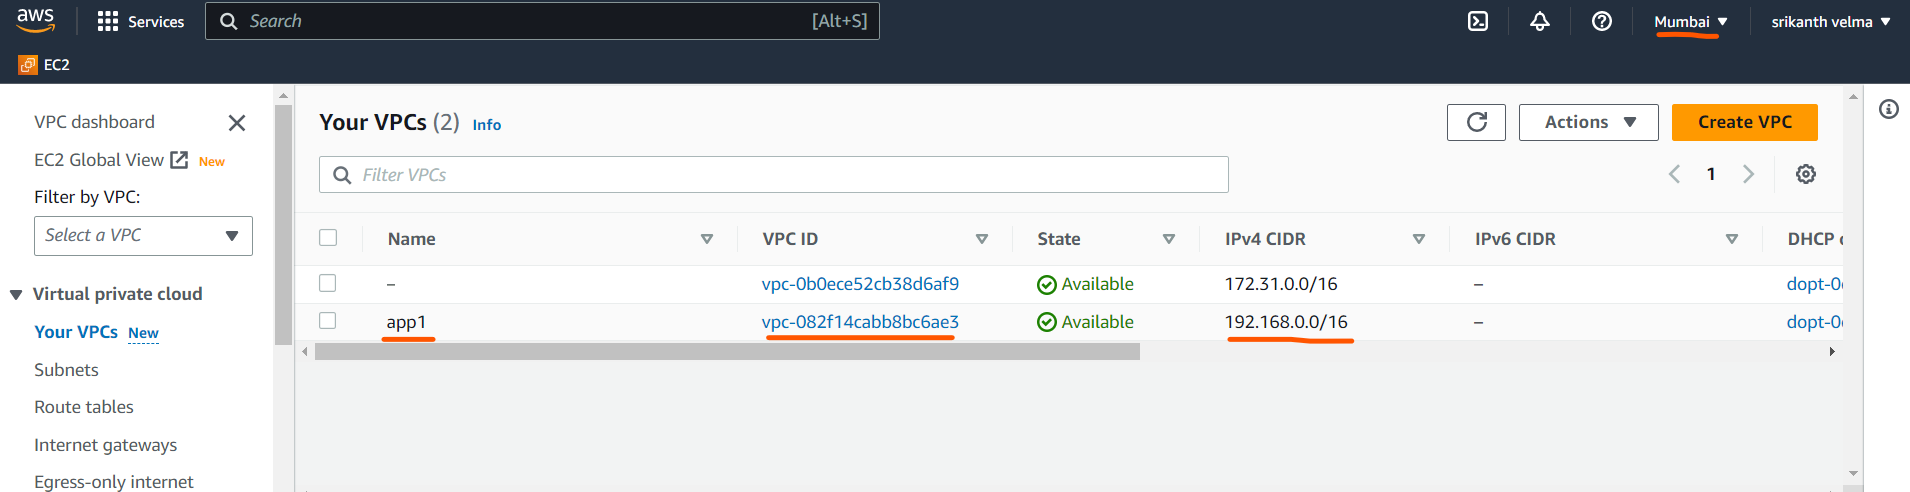 aws Services Search [Alt+S] Mumbai srikanth velma
EC2
VPC dashboard
EC2 Global View New
Filter by VPC:
Select a VPC
Virtual private cloud
Your VPCs New
Subnets
Route tables
Internet gateways
Egress-only internet
Your VPCs (2) Info Actions Create VPC
Filter VPCs 1
Name VPC ID State IPv4 CIDR IPv6 CIDR DHCP
– vpc-0b0ece52cb38d6af9 Available 172.31.0.0/16 – dopt-0
app1 vpc-082f14cabb8bc6ae3 Available 192.168.0.0/16 – dopt-0